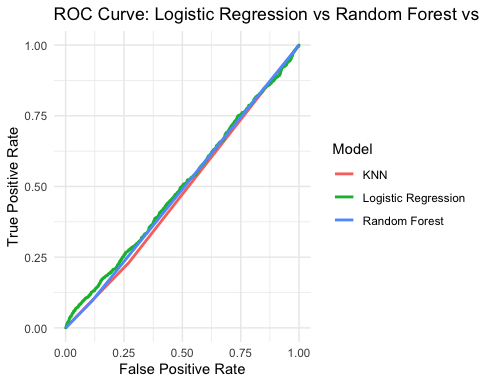 ROC Curve: Logistic Regression vs Random Forest vs
1.00
0.75
0.50
0.25
0.00
True Positive Rate
0.00 0.25 0.50 0.75 1.00
False Positive Rate
Model
KNN
Logistic Regression
Random Forest